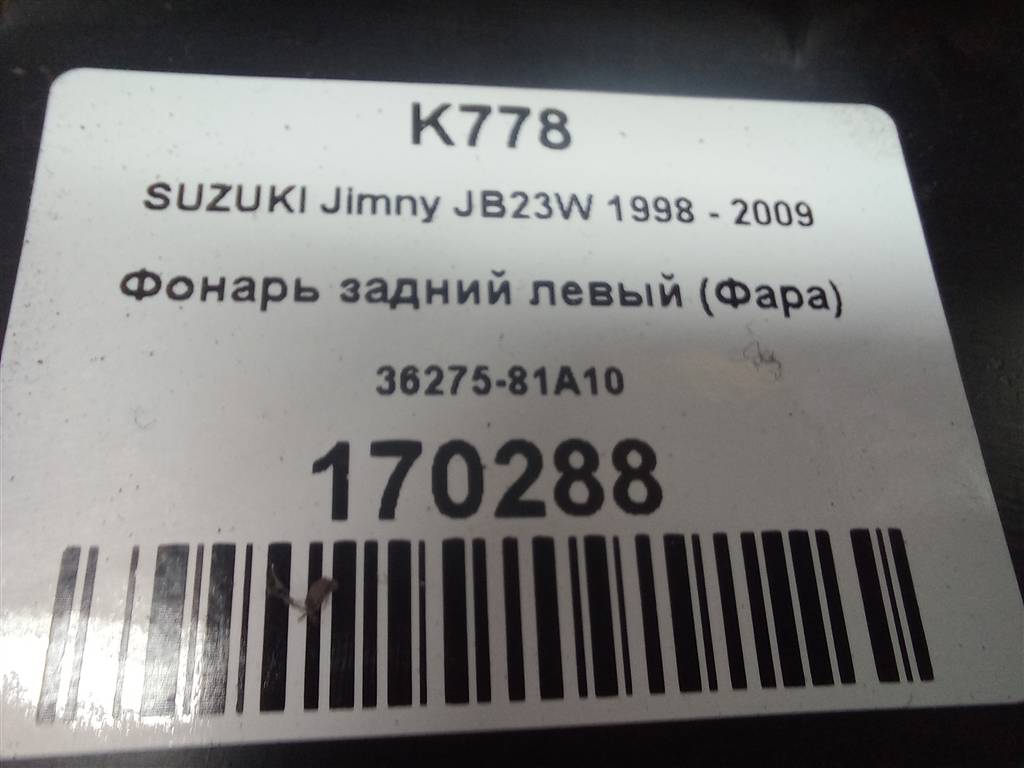 K778
SUZUKI Jimny JB23W 1998 - 2009
Фонарь задний левый (Фара)
36275-81A10
170288